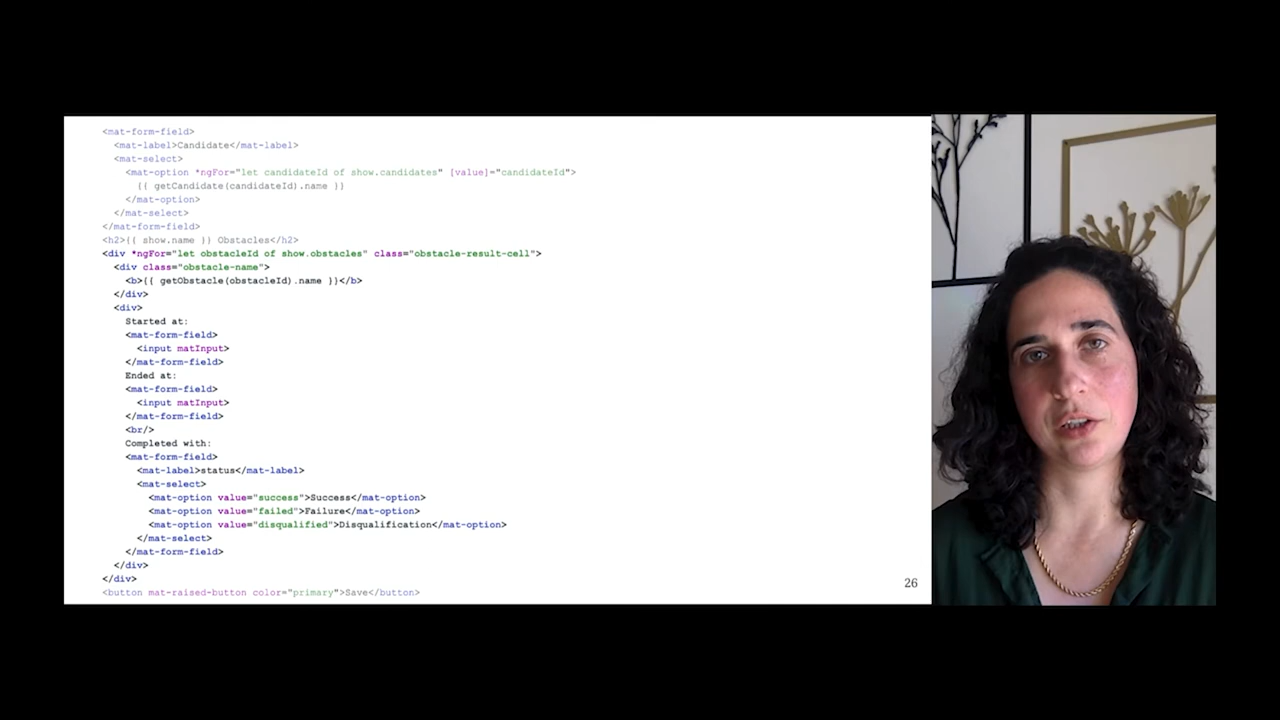 <mat-form-field>
  <mat-label>Candidate</mat-label>
  <mat-select>
    <mat-option *ngFor="let candidateId of show.candidates" [value]="candidateId">
      {{ getCandidate(candidateId).name }}
    </mat-option>
  </mat-select>
</mat-form-field>
<h2>{{ show.name }} Obstacles</h2>
<div *ngFor="let obstacleId of show.obstacles" class="obstacle-result-cell">
  <div class="obstacle-name">
    <b>{{ getObstacle(obstacleId).name }}</b>
  </div>
  <div>
    Started at:
    <mat-form-field>
      <input matInput>
    </mat-form-field>
    Ended at:
    <mat-form-field>
      <input matInput>
    </mat-form-field>
    <br/>
    Completed with:
    <mat-form-field>
      <mat-label>status</mat-label>
      <mat-select>
        <mat-option value="success">Success</mat-option>
        <mat-option value="failed">Failure</mat-option>
        <mat-option value="disqualified">Disqualification</mat-option>
      </mat-select>
    </mat-form-field>
  </div>
</div>
<button mat-raised-button color="primary">Save</button>
26